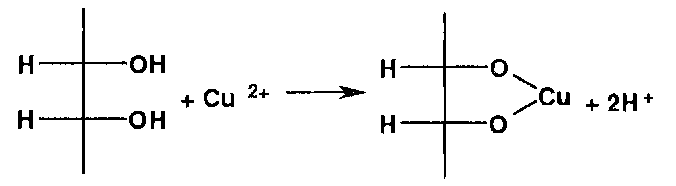 H OH H O
+ Cu 2+ Cu + 2H +
H OH H O